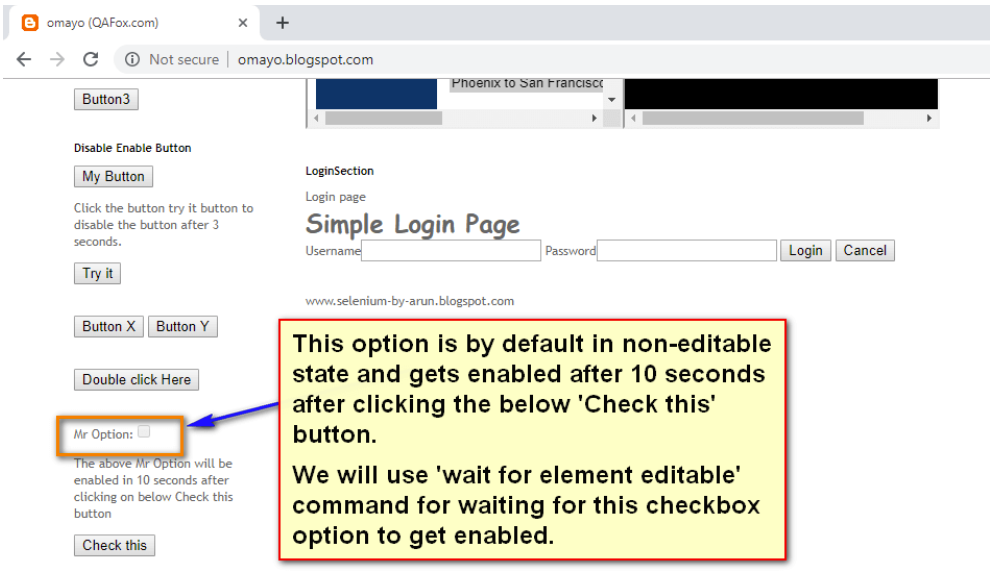 omayo (QAFox.com)
Not secure | omayo.blogspot.com
Button3
Phoenix to San Francisco
Disable Enable Button
My Button
Click the button try it button to
disable the button after 3
seconds.
Try it
Button X Button Y
Double click Here
Mr Option:
The above Mr Option will be
enabled in 10 seconds after
clicking on below Check this
button
Check this
LoginSection
Login page
Simple Login Page
Username Password Login Cancel
www.selenium-by-arun.blogspot.com
This option is by default in non-editable
state and gets enabled after 10 seconds
after clicking the below 'Check this'
button.
We will use 'wait for element editable'
command for waiting for this checkbox
option to get enabled.